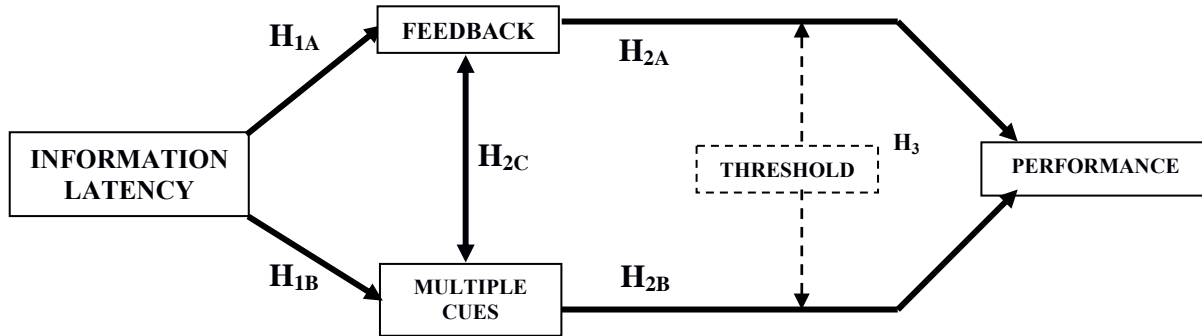 FEEDBACK
H1A
H2A
H3
INFORMATION
LATENCY
H2C
THRESHOLD
PERFORMANCE
H1B
MULTIPLE
CUES
H2B